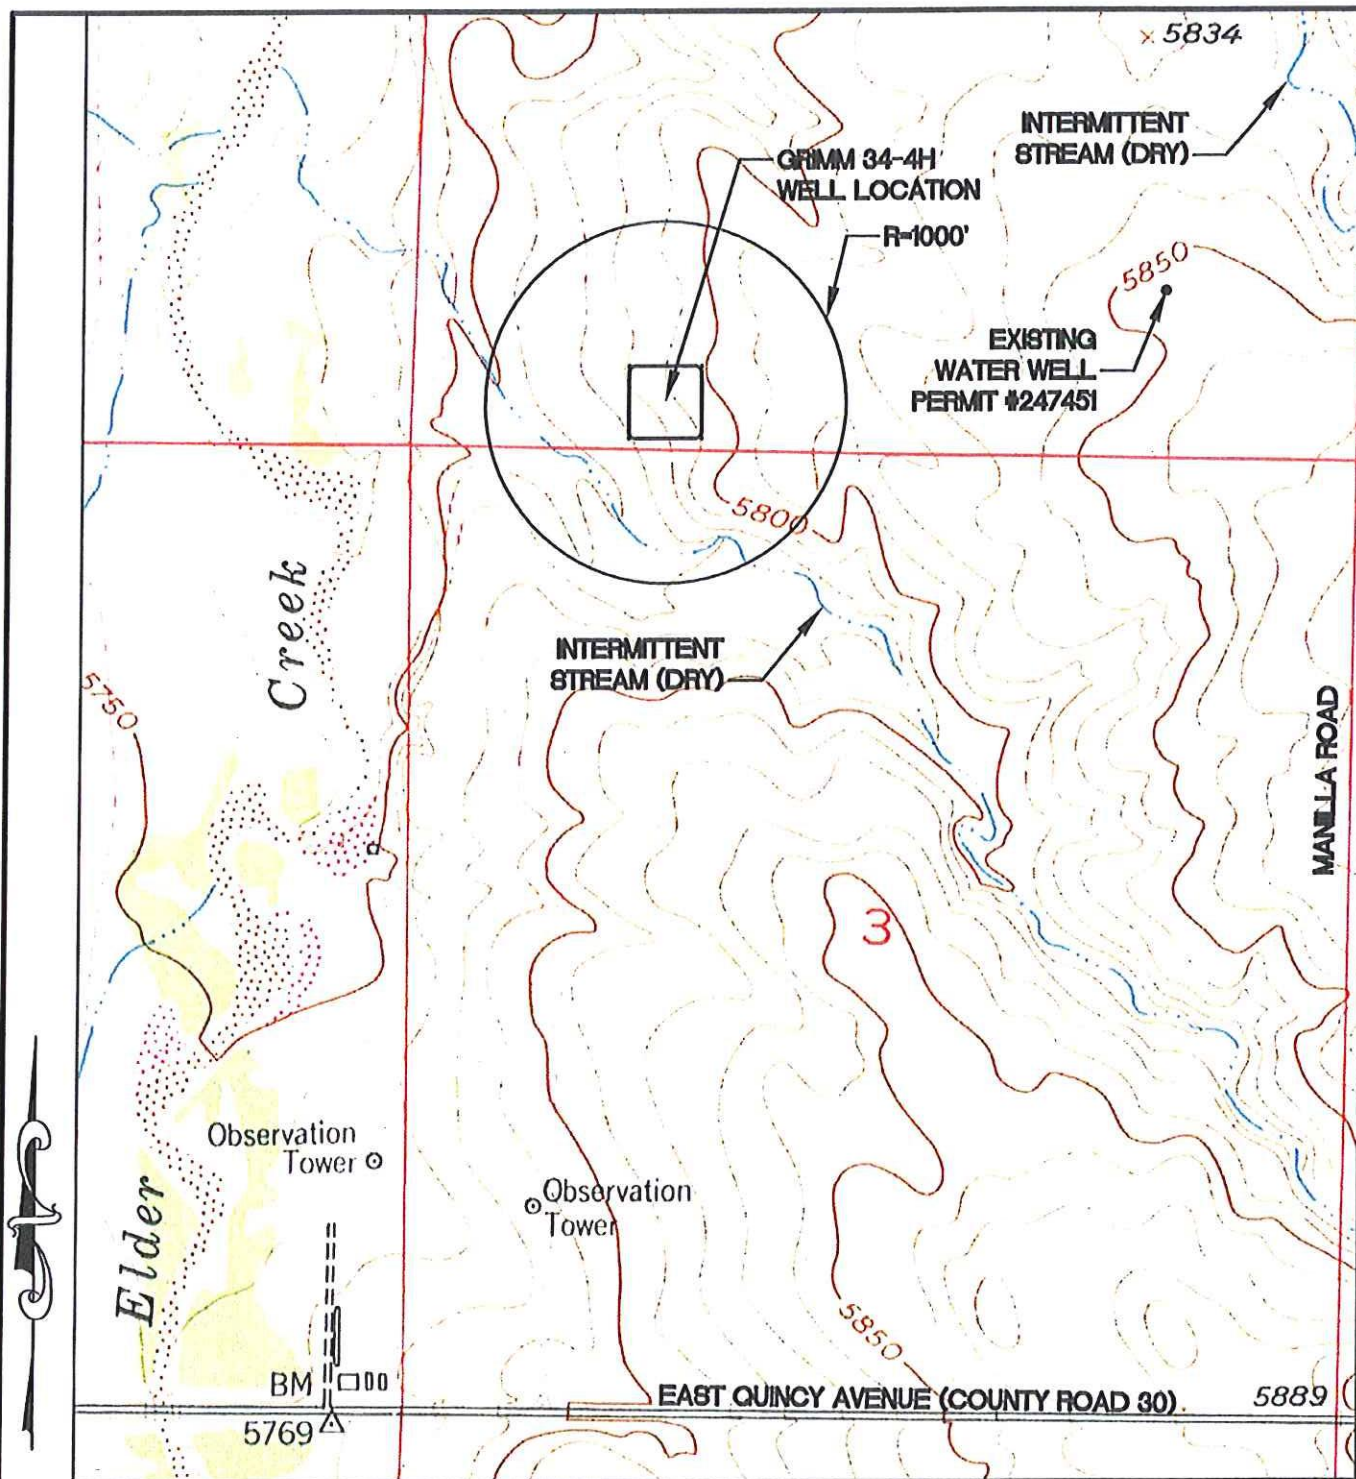 5834
INTERMITTENT
STREAM (DRY)
GRIMM 34-4H
WELL LOCATION
R=1000'
5850
EXISTING
WATER WELL
PERMIT #247451
5800
Creek
INTERMITTENT
STREAM (DRY)
5750
MANILLA ROAD
3
Observation
Tower
Observation
Tower
Elder
5850
BM
EAST QUINCY AVENUE (COUNTY ROAD 30)
5889
5769